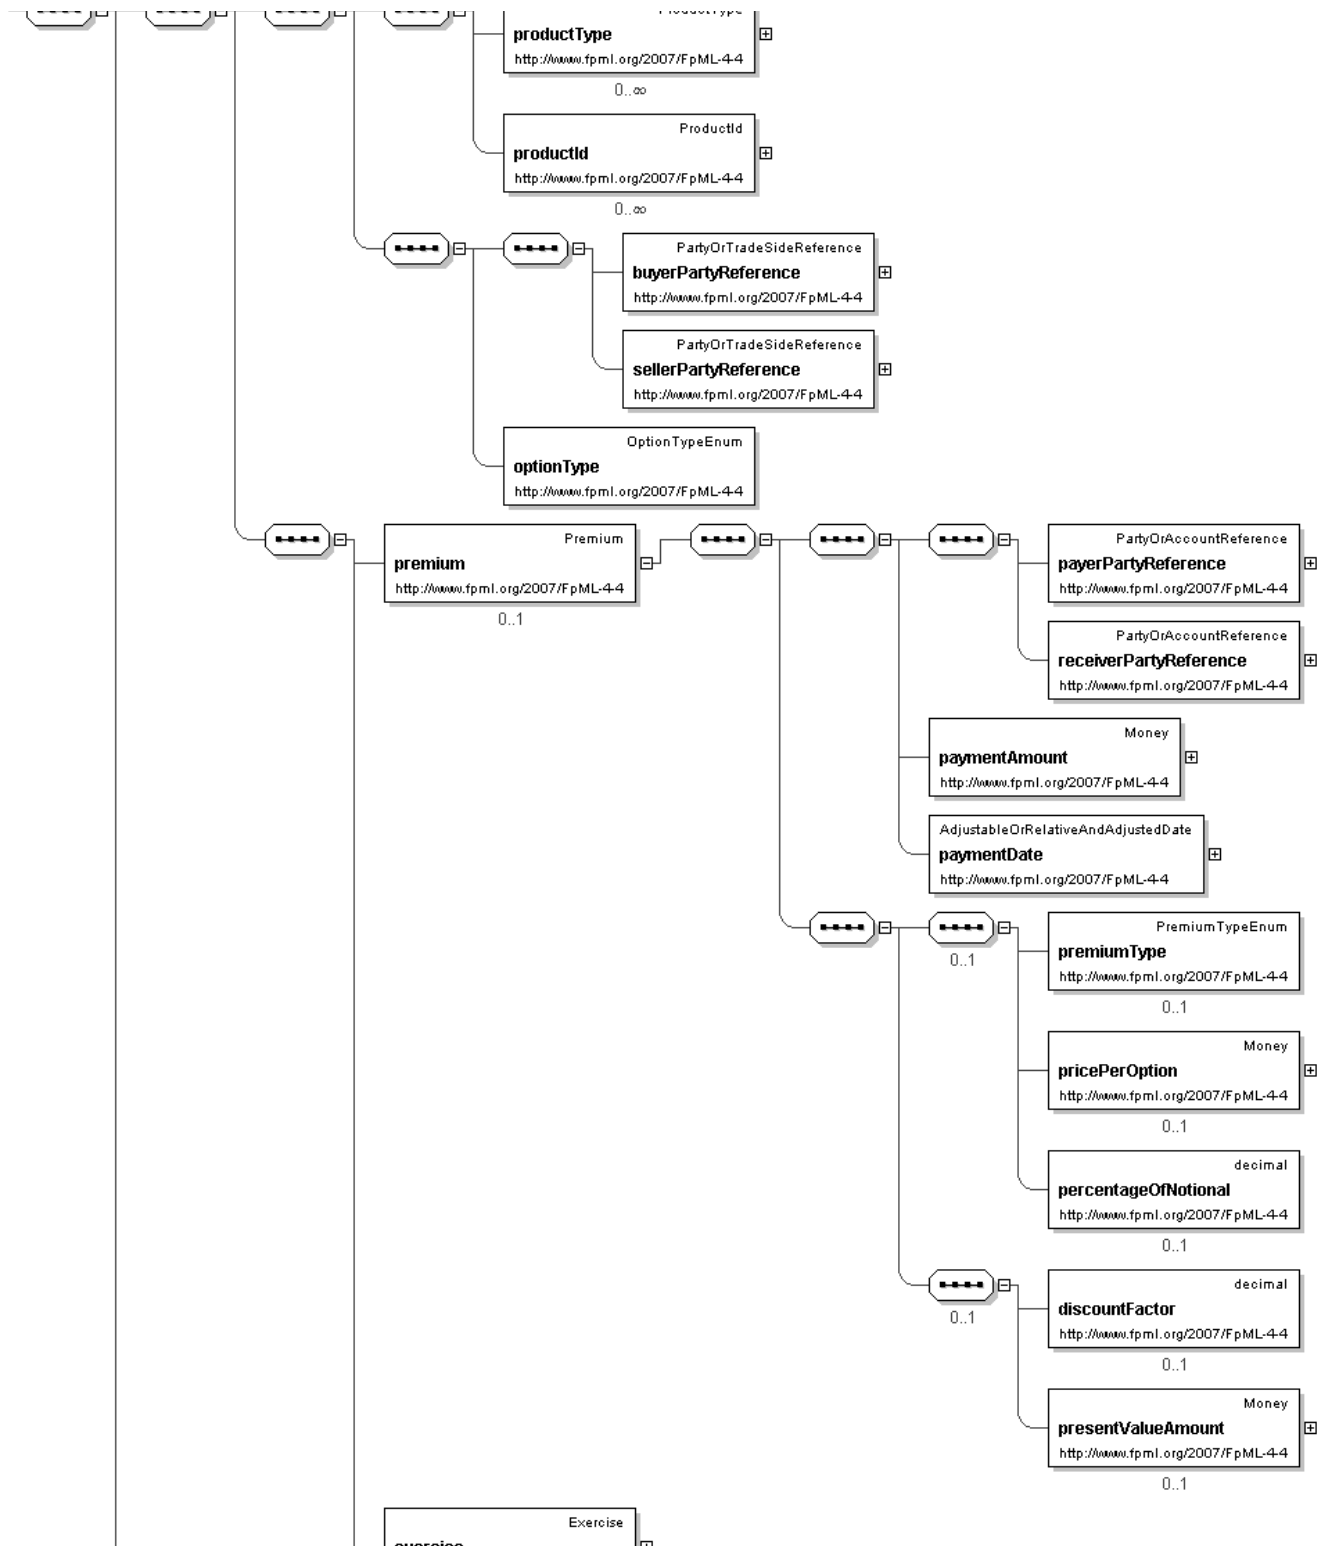 ProductType
productType
http://www.fpml.org/2007/FpML-4-4
0..∞
ProductId
productId
http://www.fpml.org/2007/FpML-4-4
0..∞
PartyOrTradeSideReference
buyerPartyReference
http://www.fpml.org/2007/FpML-4-4
PartyOrTradeSideReference
sellerPartyReference
http://www.fpml.org/2007/FpML-4-4
OptionTypeEnum
optionType
http://www.fpml.org/2007/FpML-4-4
Premium
premium
http://www.fpml.org/2007/FpML-4-4
0..1
PartyOrAccountReference
payerPartyReference
http://www.fpml.org/2007/FpML-4-4
PartyOrAccountReference
receiverPartyReference
http://www.fpml.org/2007/FpML-4-4
Money
paymentAmount
http://www.fpml.org/2007/FpML-4-4
AdjustableOrRelativeAndAdjustedDate
paymentDate
http://www.fpml.org/2007/FpML-4-4
0..1
PremiumTypeEnum
premiumType
http://www.fpml.org/2007/FpML-4-4
0..1
Money
pricePerOption
http://www.fpml.org/2007/FpML-4-4
0..1
decimal
percentageOfNotional
http://www.fpml.org/2007/FpML-4-4
0..1
0..1
decimal
discountFactor
http://www.fpml.org/2007/FpML-4-4
0..1
Money
presentValueAmount
http://www.fpml.org/2007/FpML-4-4
0..1
Exercise
exercise